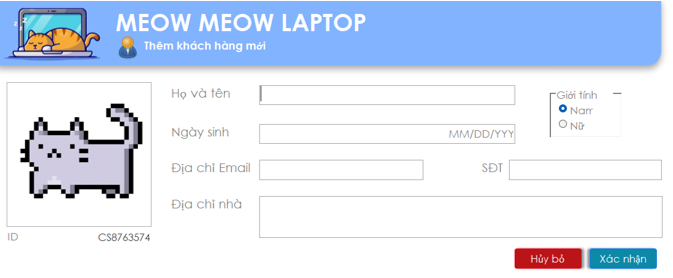 MEOW MEOW LAPTOP
Thêm khách hàng mới
Họ và tên
Giới tính
Nam
Nữ
Ngày sinh
MM/DD/YYY
Địa chỉ Email
SĐT
Địa chỉ nhà
ID CS8763574
Hủy bỏ Xác nhận